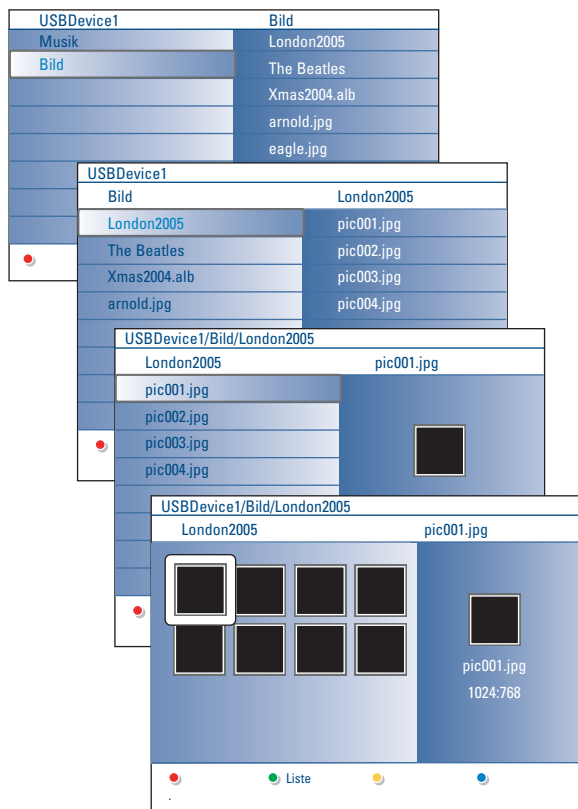 USBDevice1 Bild
Musik London2005
Bild The Beatles
Xmas2004.alb
arnold.jpg
eagle.jpg
USBDevice1
Bild London2005
London2005 pic001.jpg
The Beatles pic002.jpg
Xmas2004.alb pic003.jpg
arnold.jpg pic004.jpg
USBDevice1/Bild/London2005
London2005 pic001.jpg
pic001.jpg
pic002.jpg
pic003.jpg
pic004.jpg
USBDevice1/Bild/London2005
London2005 pic001.jpg
pic001.jpg
1024:768
Liste